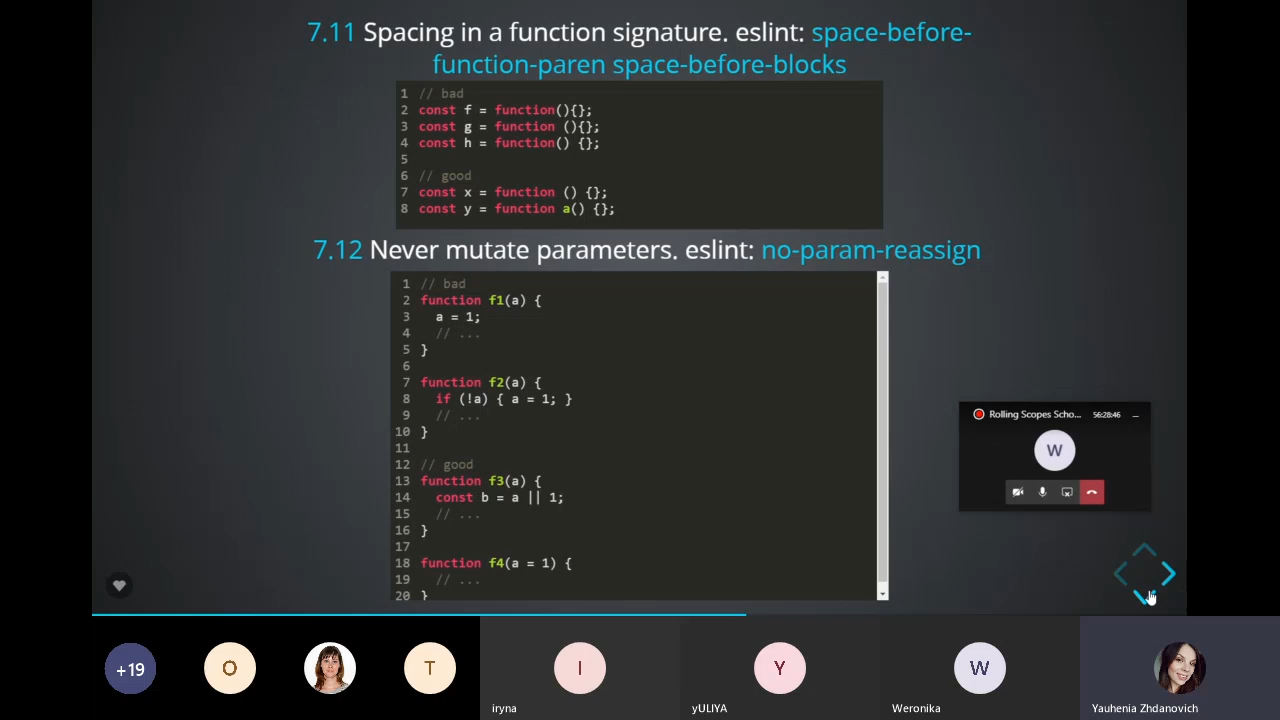 7.11 Spacing in a function signature. eslint: space-before-
function-paren space-before-blocks
1 // bad
2 const f = function(){};
3 const g = function (){};
4 const h = function() {};
5
6 // good
7 const x = function () {};
8 const y = function a() {};
7.12 Never mutate parameters. eslint: no-param-reassign
1 // bad
2 function f1(a) {
3 a = 1;
4 // ...
5 }
6
7 function f2(a) {
8 if (!a) { a = 1; }
9 // ...
10 }
11
12 // good
13 function f3(a) {
14 const b = a || 1;
15 // ...
16 }
17
18 function f4(a = 1) {
19 // ...
20 }
Rolling Scopes Scho... 56:28:46
W
+19 O T I Y W
iryna yULIYA Weronika Yauhenia Zhdanovich